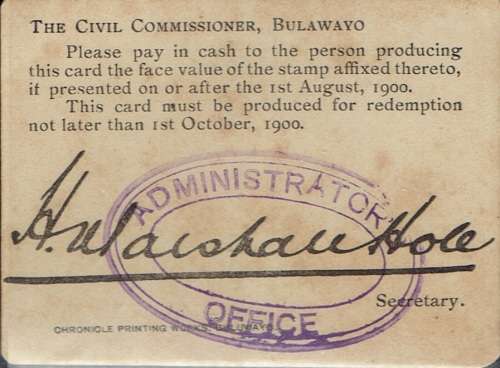 THE CIVIL COMMISSIONER, BULAWAYO
Please pay in cash to the person producing
this card the face value of the stamp affixed thereto,
if presented on or after the 1st August, 1900.
This card must be produced for redemption
not later than 1st October, 1900.
ADMINISTRATOR
H. Marshall Hole
Secretary.
OFFICE
CHRONICLE PRINTING WORKS, BULUWAYO